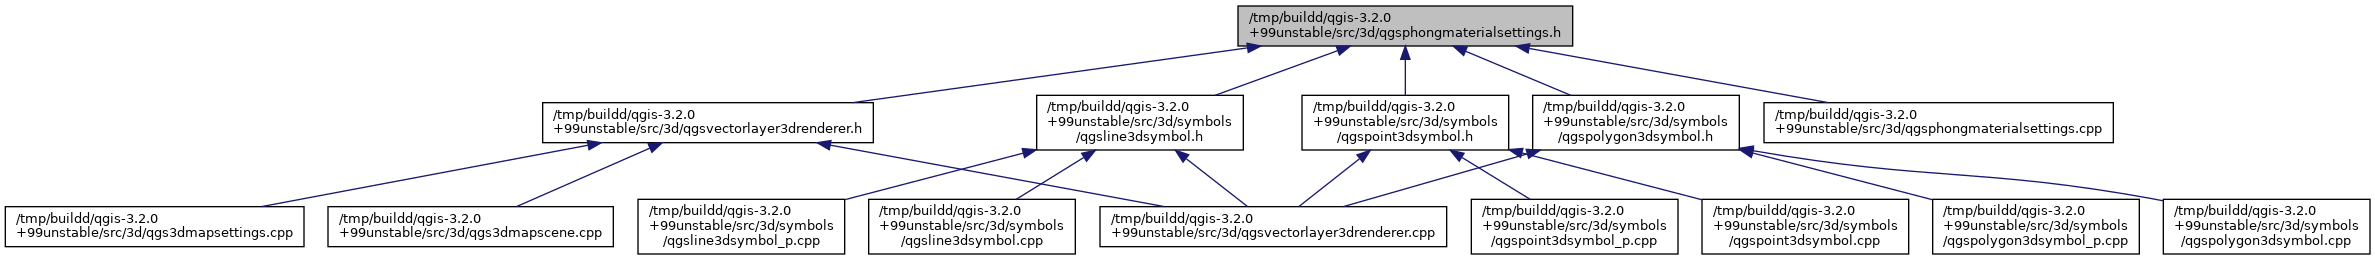 /tmp/buildd/qgis-3.2.0
+99unstable/src/3d/qgsphongmaterialsettings.h
/tmp/buildd/qgis-3.2.0
+99unstable/src/3d/qgsvectorlayer3drenderer.h
/tmp/buildd/qgis-3.2.0
+99unstable/src/3d/symbols
/qgsline3dsymbol.h
/tmp/buildd/qgis-3.2.0
+99unstable/src/3d/symbols
/qgspoint3dsymbol.h
/tmp/buildd/qgis-3.2.0
+99unstable/src/3d/symbols
/qgspolygon3dsymbol.h
/tmp/buildd/qgis-3.2.0
+99unstable/src/3d/qgsphongmaterialsettings.cpp
/tmp/buildd/qgis-3.2.0
+99unstable/src/3d/qgs3dmapsettings.cpp
/tmp/buildd/qgis-3.2.0
+99unstable/src/3d/qgs3dmapscene.cpp
/tmp/buildd/qgis-3.2.0
+99unstable/src/3d/symbols
/qgsline3dsymbol_p.cpp
/tmp/buildd/qgis-3.2.0
+99unstable/src/3d/symbols
/qgsline3dsymbol.cpp
/tmp/buildd/qgis-3.2.0
+99unstable/src/3d/qgsvectorlayer3drenderer.cpp
/tmp/buildd/qgis-3.2.0
+99unstable/src/3d/symbols
/qgspoint3dsymbol_p.cpp
/tmp/buildd/qgis-3.2.0
+99unstable/src/3d/symbols
/qgspoint3dsymbol.cpp
/tmp/buildd/qgis-3.2.0
+99unstable/src/3d/symbols
/qgspolygon3dsymbol_p.cpp
/tmp/buildd/qgis-3.2.0
+99unstable/src/3d/symbols
/qgspolygon3dsymbol.cpp